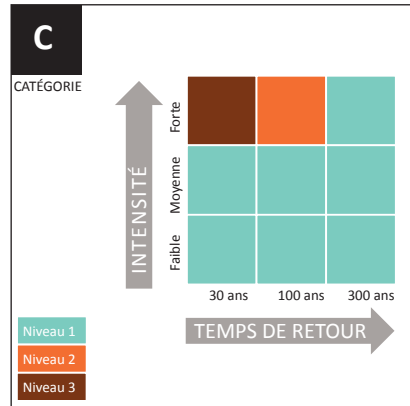 C
CATÉGORIE
INTENSITÉ
Forte
Moyenne
Faible
30 ans
100 ans
300 ans
TEMPS DE RETOUR
Niveau 1
Niveau 2
Niveau 3